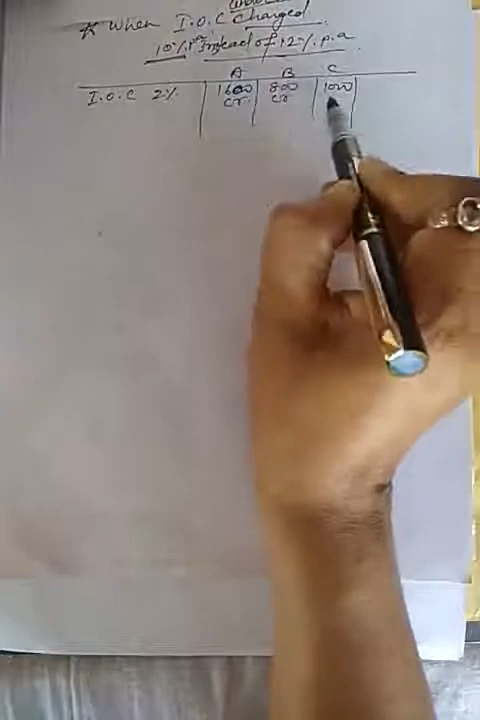 * When I.O.C charged
10% instead of 12% p.a
A B C
I.O.C 2% 1600 800 1000
Cr. Cr